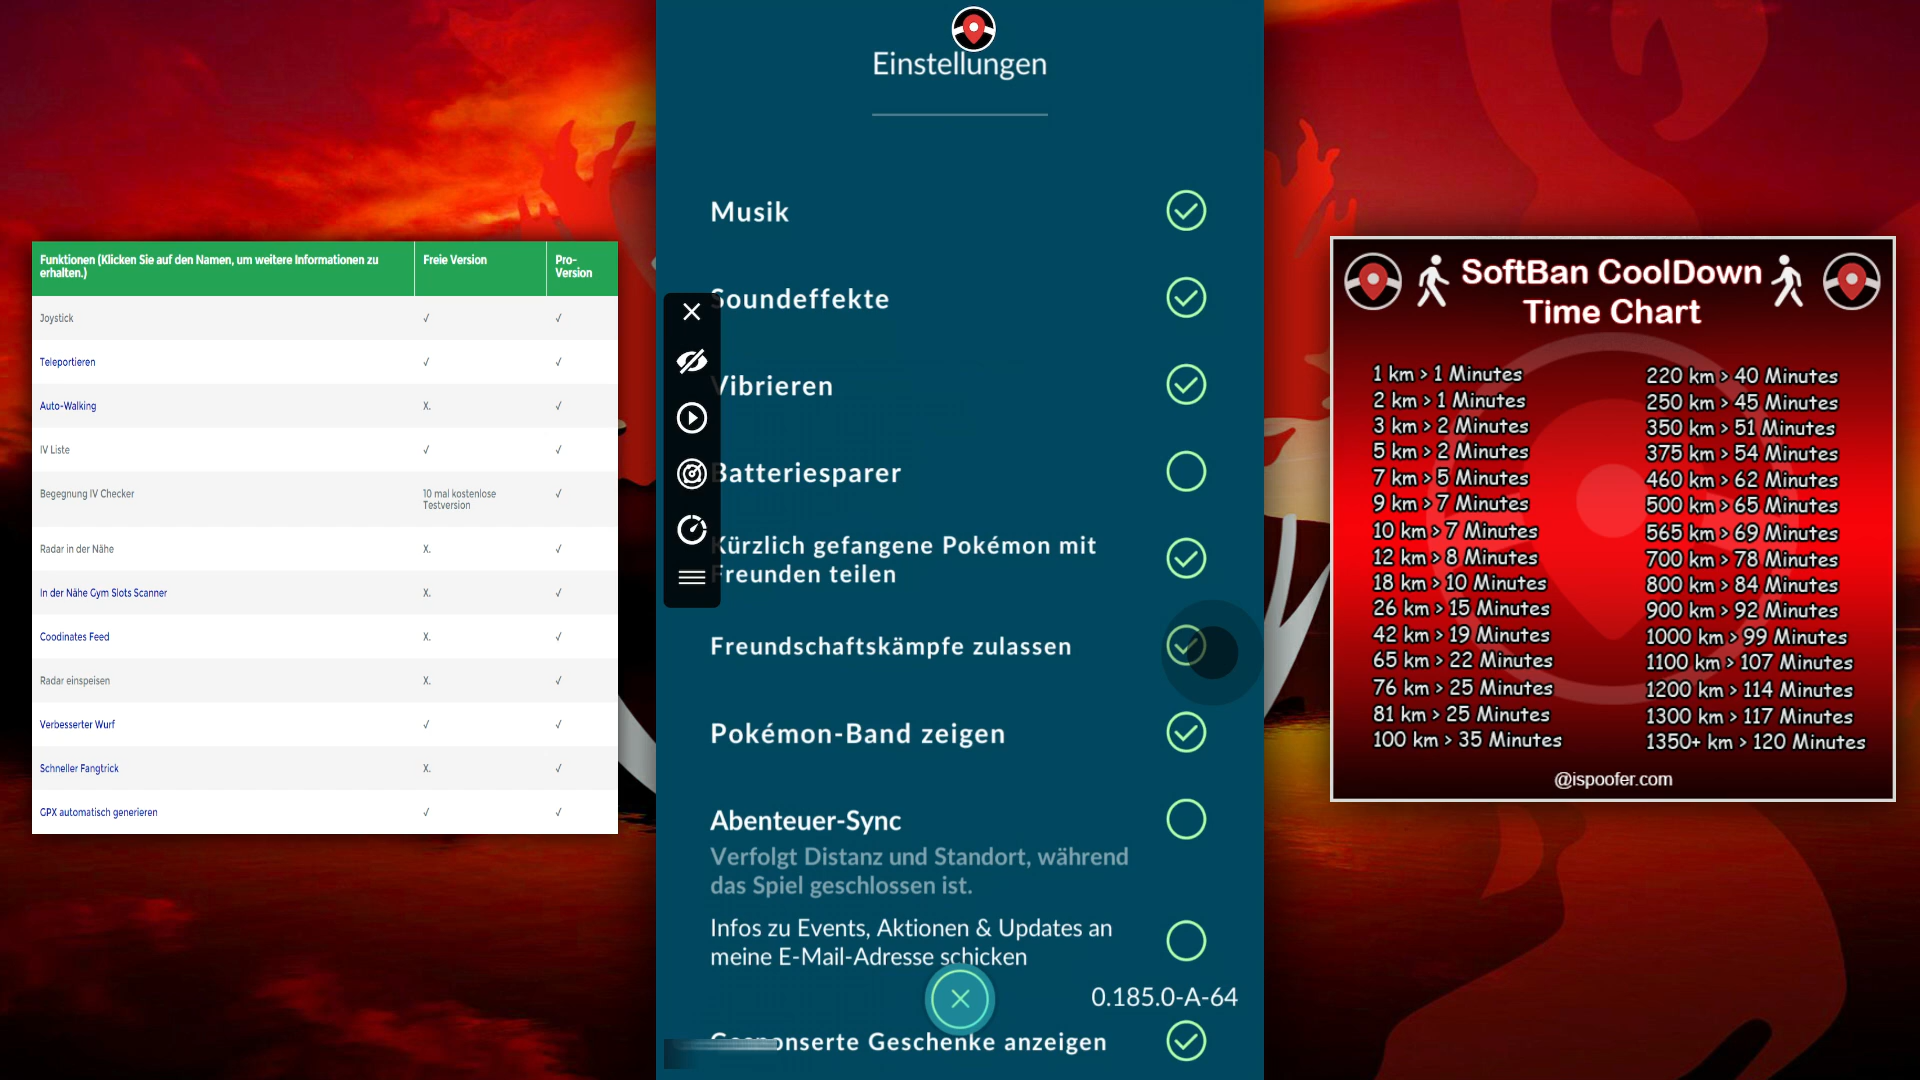 Funktionen (Klicken Sie auf den Namen, um weitere Informationen zu
erhalten.)
Freie Version
Pro-
Version
Joystick √ √
Teleportieren √ √
Auto-Walking X. √
IV Liste √ √
Begegnung IV Checker 10 mal kostenlose √
Testversion
Radar in der Nähe X. √
In der Nähe Gym Slots Scanner X. √
Coodinates Feed X. √
Radar einspeisen X. √
Verbesserter Wurf √ √
Schneller Fangtrick X. √
GPX automatisch generieren √ √
Einstellungen
Musik
Soundeffekte
Vibrieren
Batteriesparer
Kürzlich gefangene Pokémon mit
Freunden teilen
Freundschaftskämpfe zulassen
Pokémon-Band zeigen
Abenteuer-Sync
Verfolgt Distanz und Standort, während
das Spiel geschlossen ist.
Infos zu Events, Aktionen & Updates an
meine E-Mail-Adresse schicken
0.185.0-A-64
Gesponserte Geschenke anzeigen
SoftBan CoolDown
Time Chart
1 km > 1 Minutes
2 km > 1 Minutes
3 km > 2 Minutes
5 km > 2 Minutes
7 km > 5 Minutes
9 km > 7 Minutes
10 km > 7 Minutes
12 km > 8 Minutes
18 km > 10 Minutes
26 km > 15 Minutes
42 km > 19 Minutes
65 km > 22 Minutes
76 km > 25 Minutes
81 km > 25 Minutes
100 km > 35 Minutes
220 km > 40 Minutes
250 km > 45 Minutes
350 km > 51 Minutes
375 km > 54 Minutes
460 km > 62 Minutes
500 km > 65 Minutes
565 km > 69 Minutes
700 km > 78 Minutes
800 km > 84 Minutes
900 km > 92 Minutes
1000 km > 99 Minutes
1100 km > 107 Minutes
1200 km > 114 Minutes
1300 km > 117 Minutes
1350+ km > 120 Minutes
@ispoofer.com